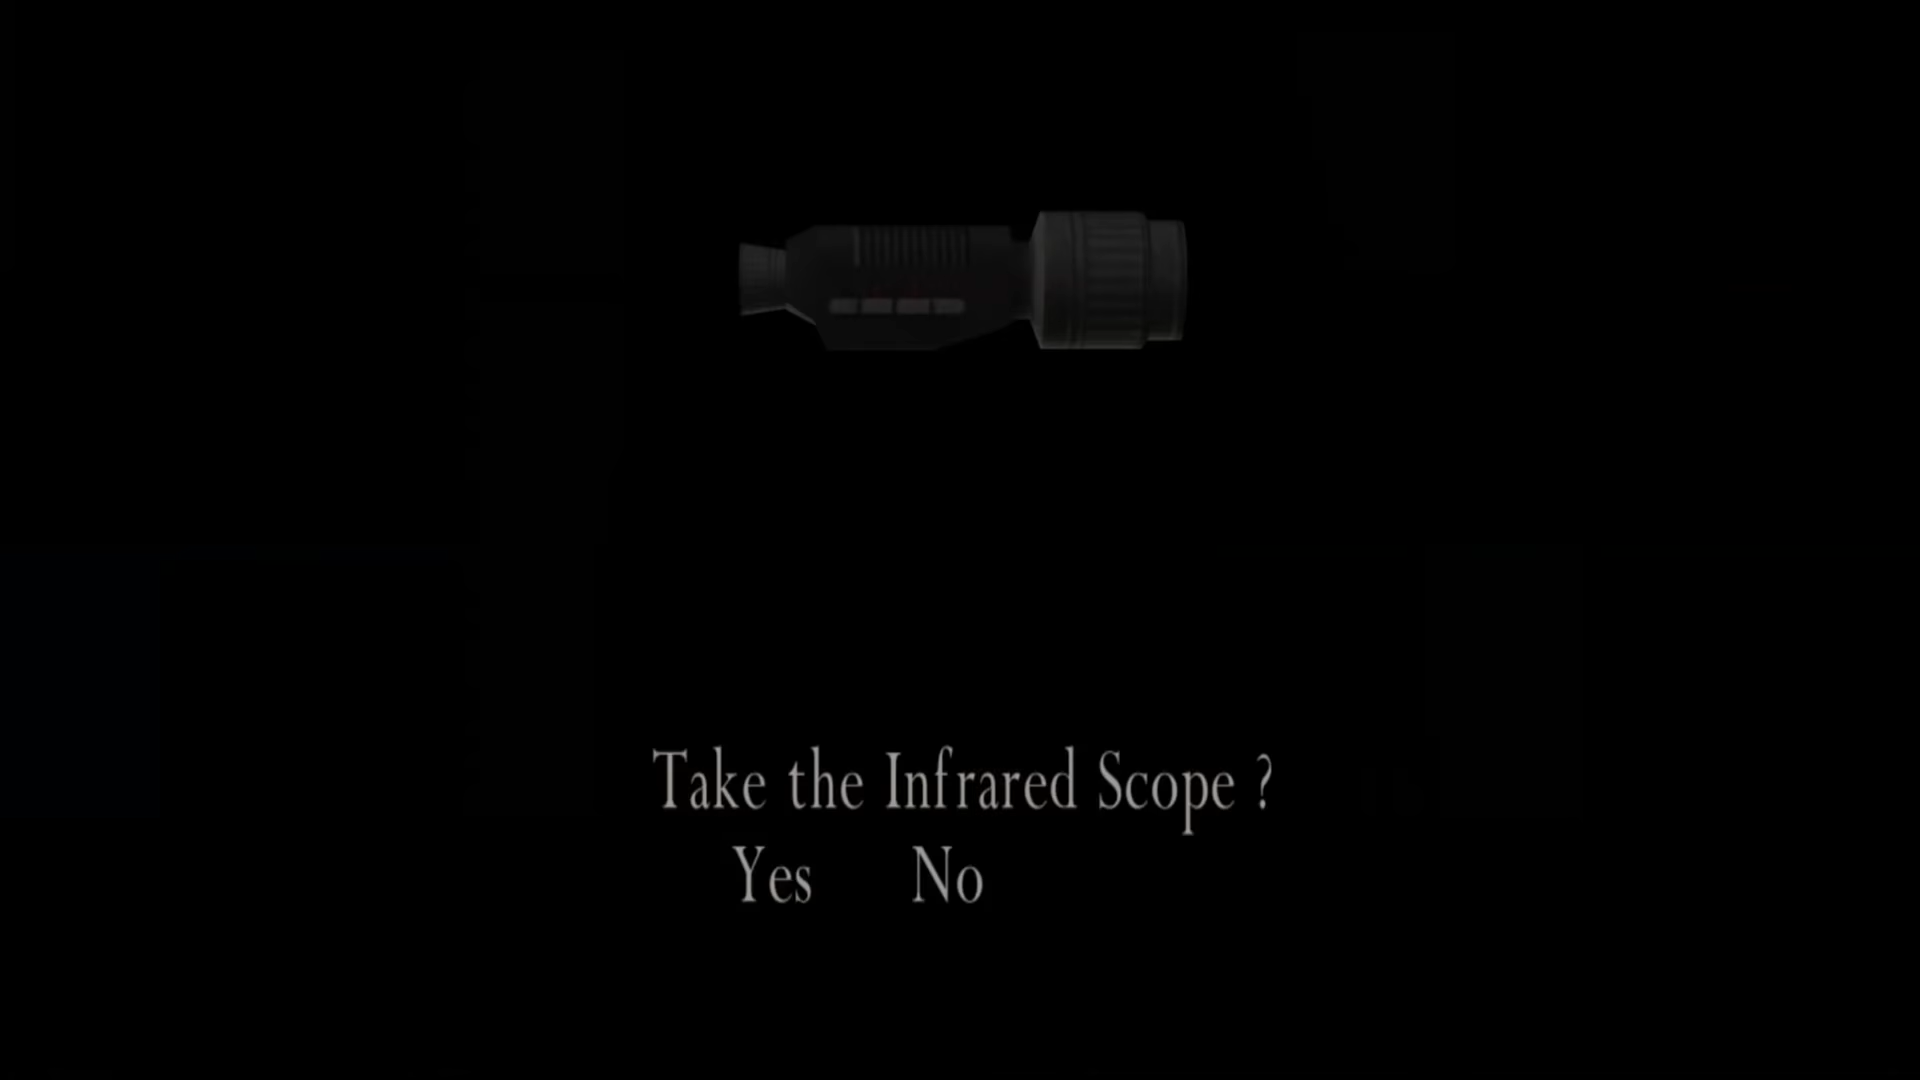 Take the Infrared Scope ?
Yes No